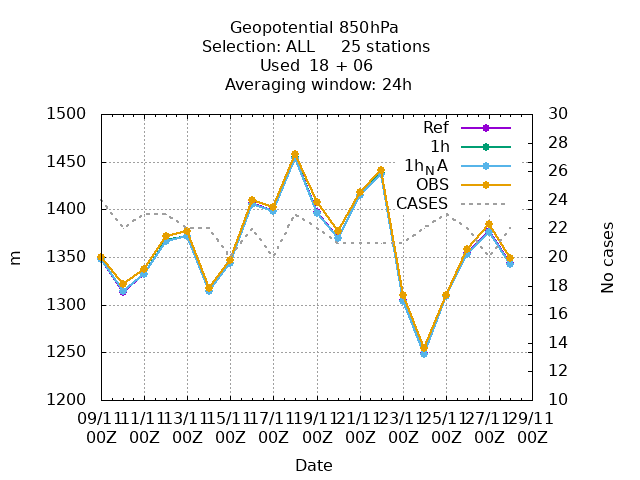 Geopotential 850hPa
Selection: ALL     25 stations
Used  18 + 06
Averaging window: 24h
1500
1450
1400
1350
1300
1250
1200
m
30
28
26
24
22
20
18
16
14
12
10
No cases
Ref
1h
1h_N A
OBS
CASES
09/11 11/11 13/11 15/11 17/11 19/11 21/11 23/11 25/11 27/11 29/11
00Z 00Z 00Z 00Z 00Z 00Z 00Z 00Z 00Z 00Z 00Z
Date